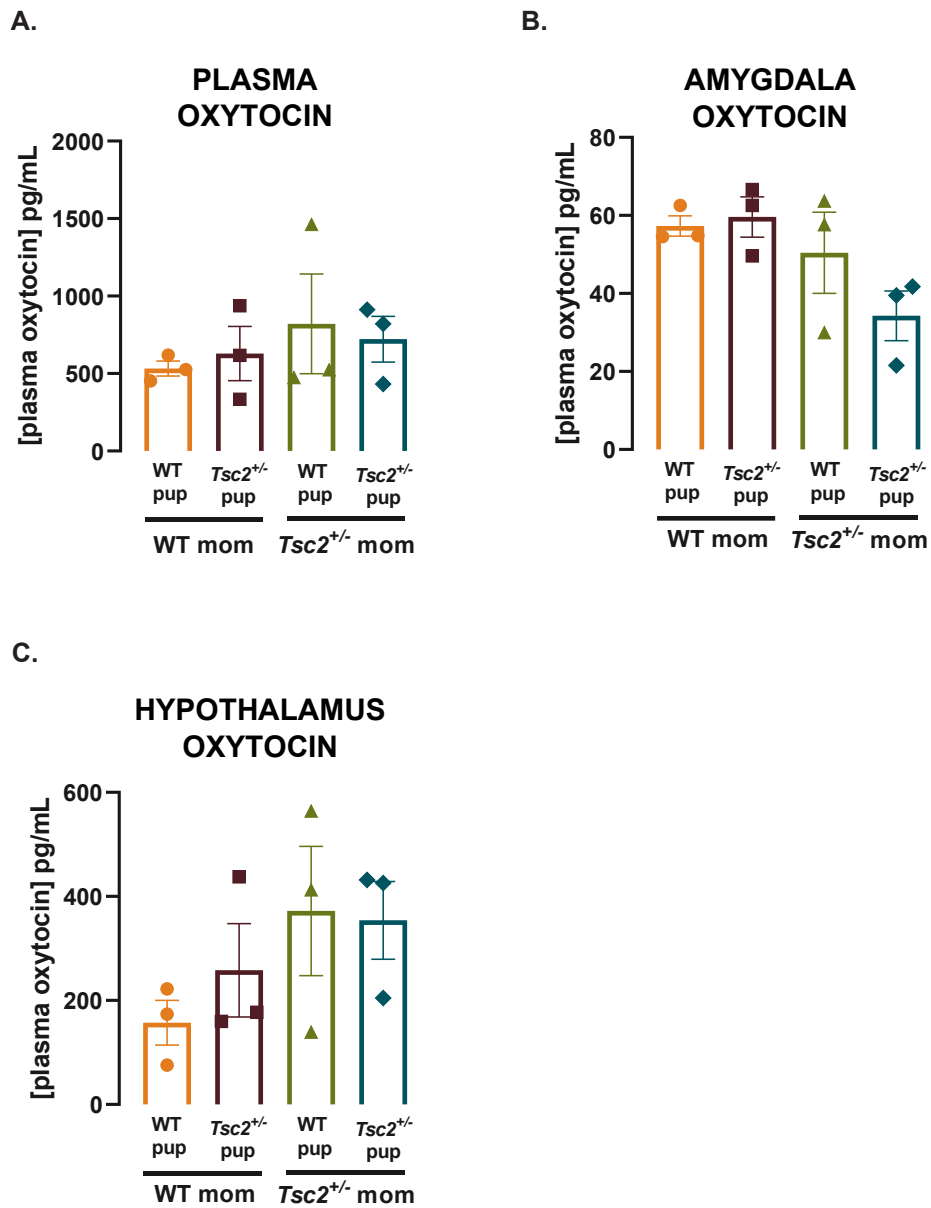 A.
PLASMA
OXYTOCIN
[plasma oxytocin] pg/mL
2000
1500
1000
500
0
WT
pup
Tsc2+/-
pup
WT
pup
Tsc2+/-
pup
WT mom
Tsc2+/- mom
B.
AMYGDALA
OXYTOCIN
[plasma oxytocin] pg/mL
80
60
40
20
0
WT
pup
Tsc2+/-
pup
WT
pup
Tsc2+/-
pup
WT mom
Tsc2+/- mom
C.
HYPOTHALAMUS
OXYTOCIN
[plasma oxytocin] pg/mL
600
400
200
0
WT
pup
Tsc2+/-
pup
WT
pup
Tsc2+/-
pup
WT mom
Tsc2+/- mom